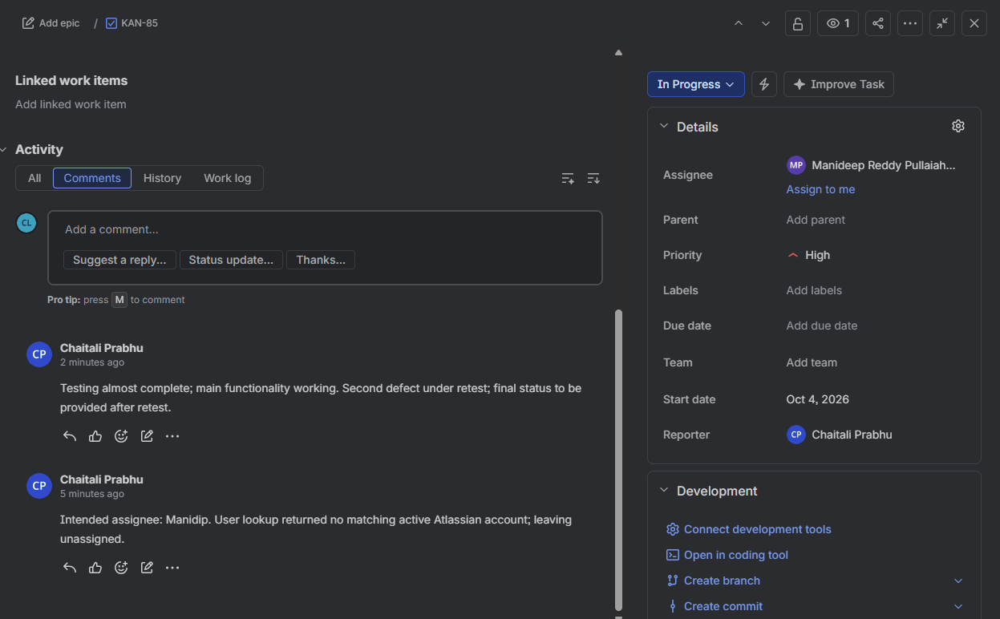 Add epic / KAN-85
1
Linked work items
Add linked work item
Activity
All Comments History Work log
CL
Add a comment...
Suggest a reply... Status update... Thanks...
Pro tip: press M to comment
CP Chaitali Prabhu
2 minutes ago
Testing almost complete; main functionality working. Second defect under retest; final status to be
provided after retest.
CP Chaitali Prabhu
5 minutes ago
Intended assignee: Manidip. User lookup returned no matching active Atlassian account; leaving
unassigned.
In Progress Improve Task
Details
Assignee MP Manideep Reddy Pullaiah...
Assign to me
Parent Add parent
Priority High
Labels Add labels
Due date Add due date
Team Add team
Start date Oct 4, 2026
Reporter CP Chaitali Prabhu
Development
Connect development tools
Open in coding tool
Create branch
Create commit